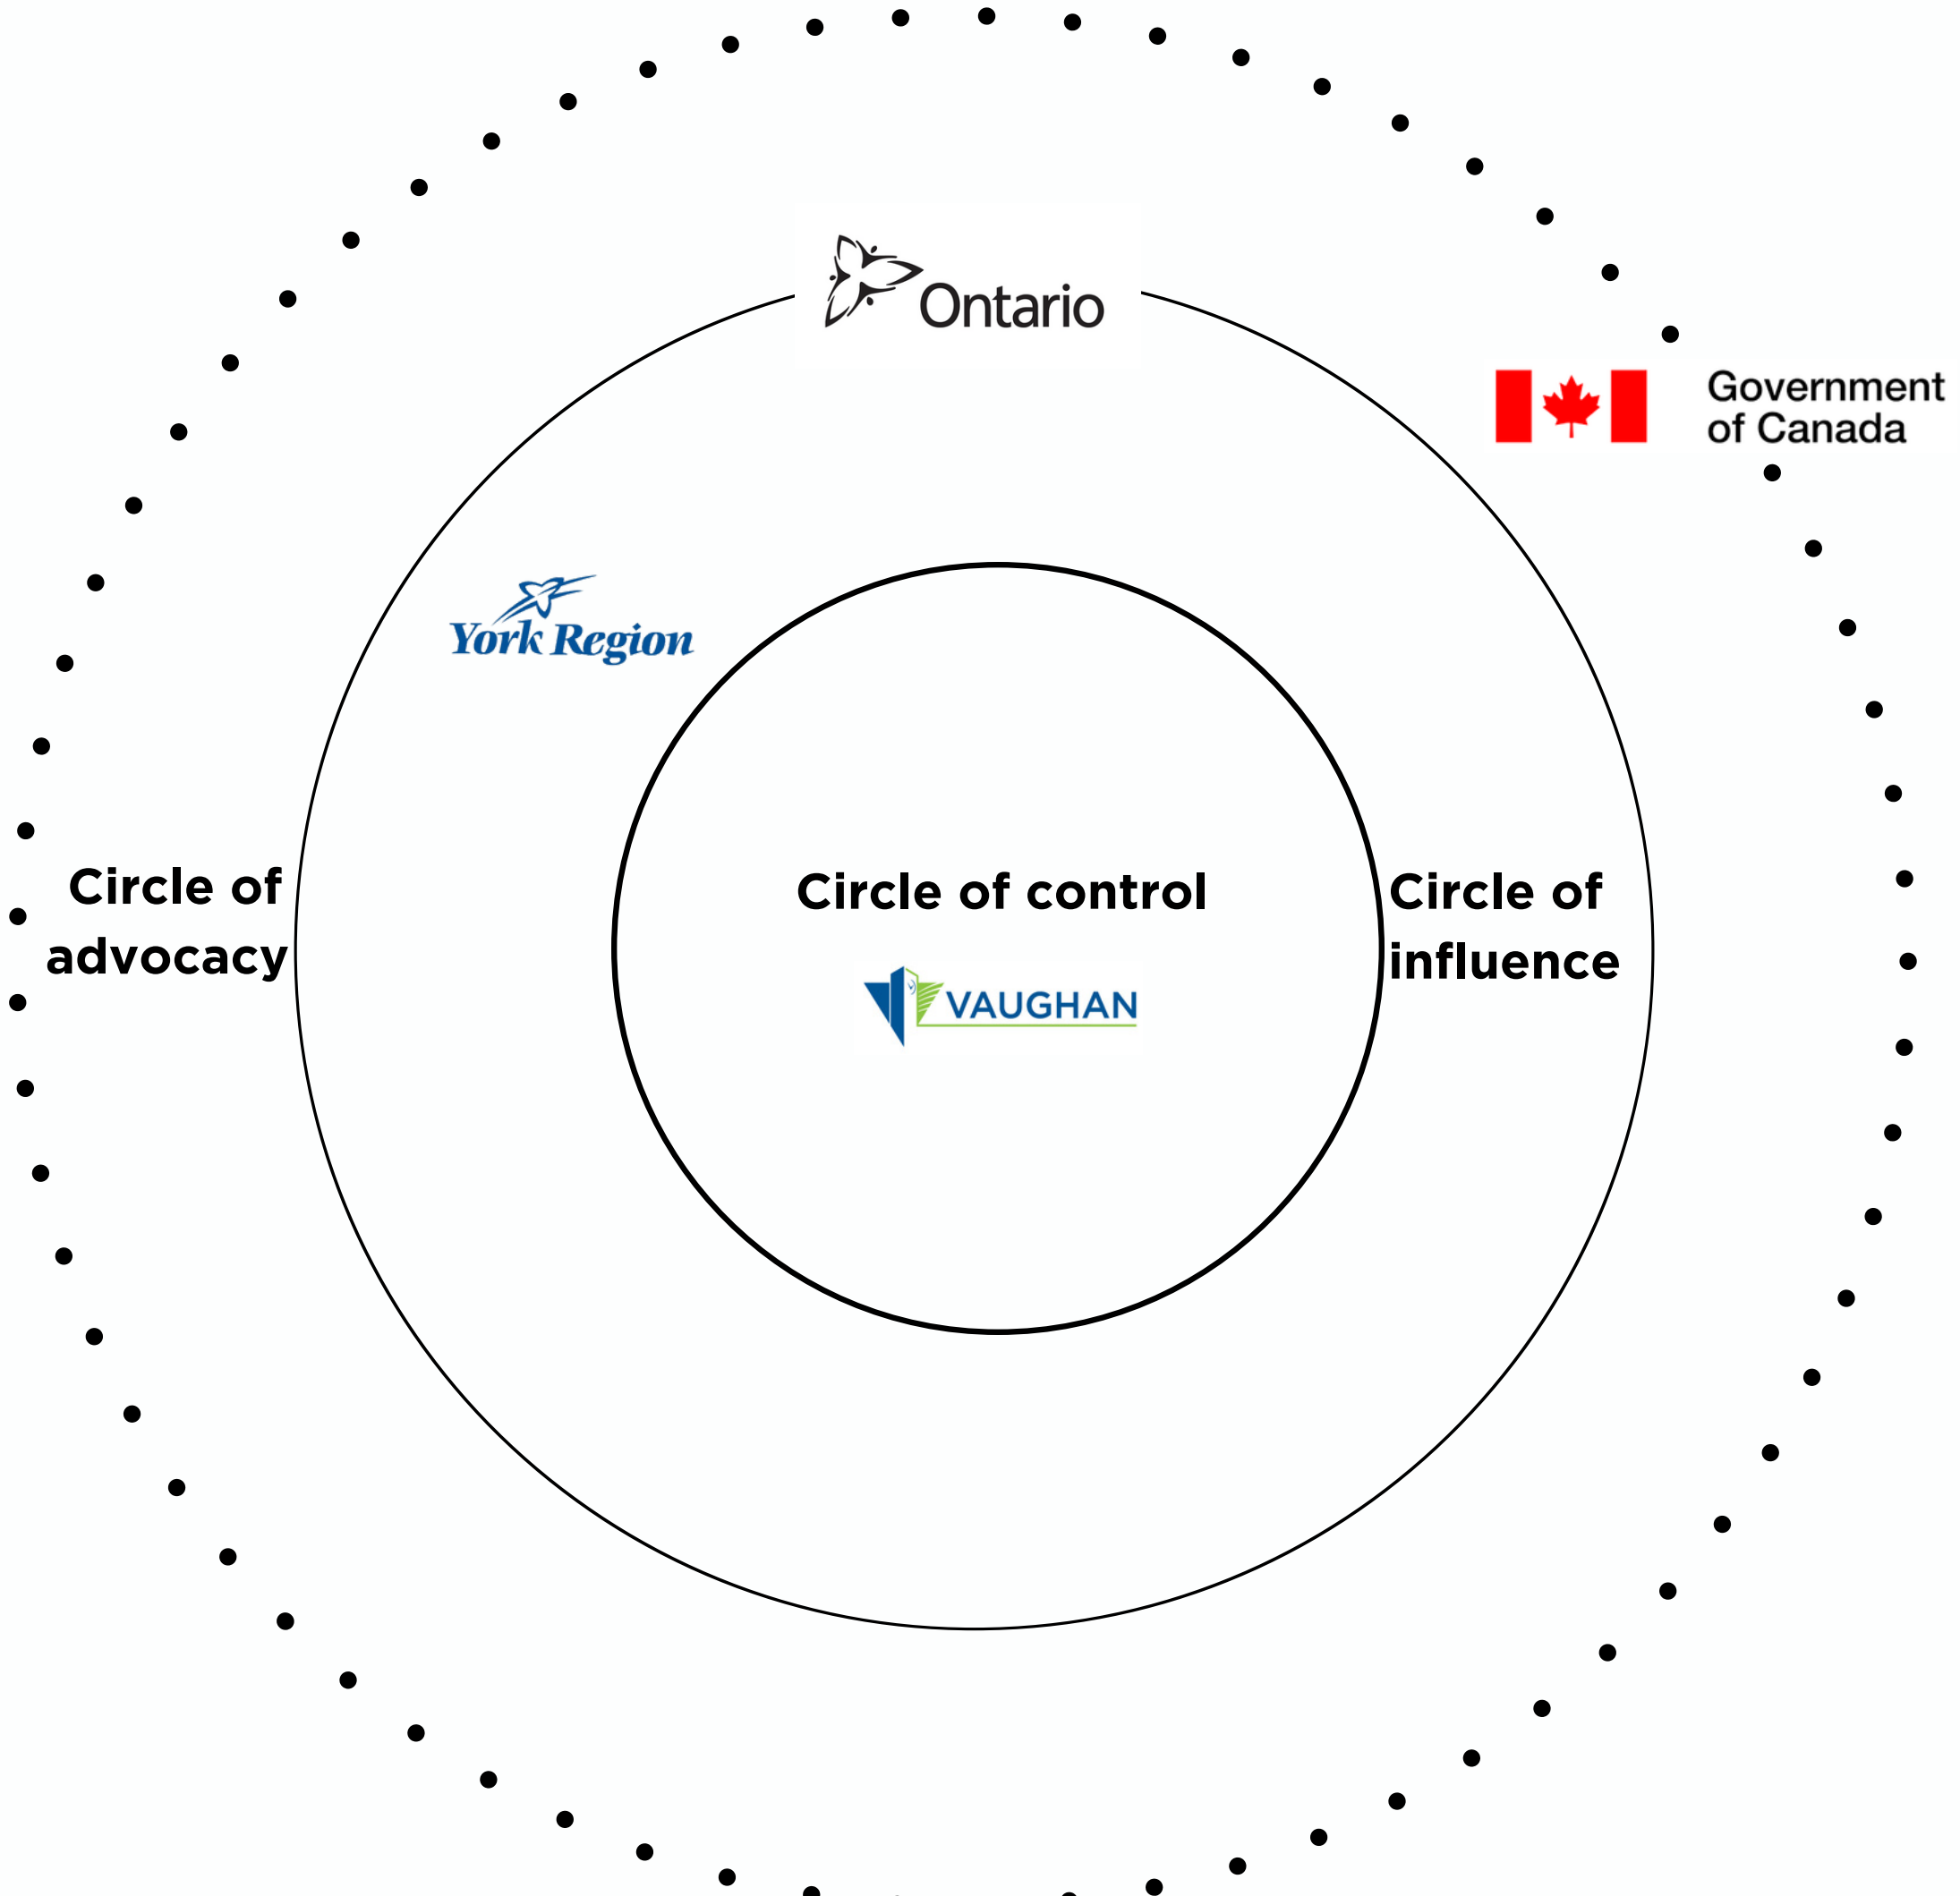 Ontario
Government
of Canada
York Region
Circle of
advocacy
Circle of control
VAUGHAN
Circle of
influence